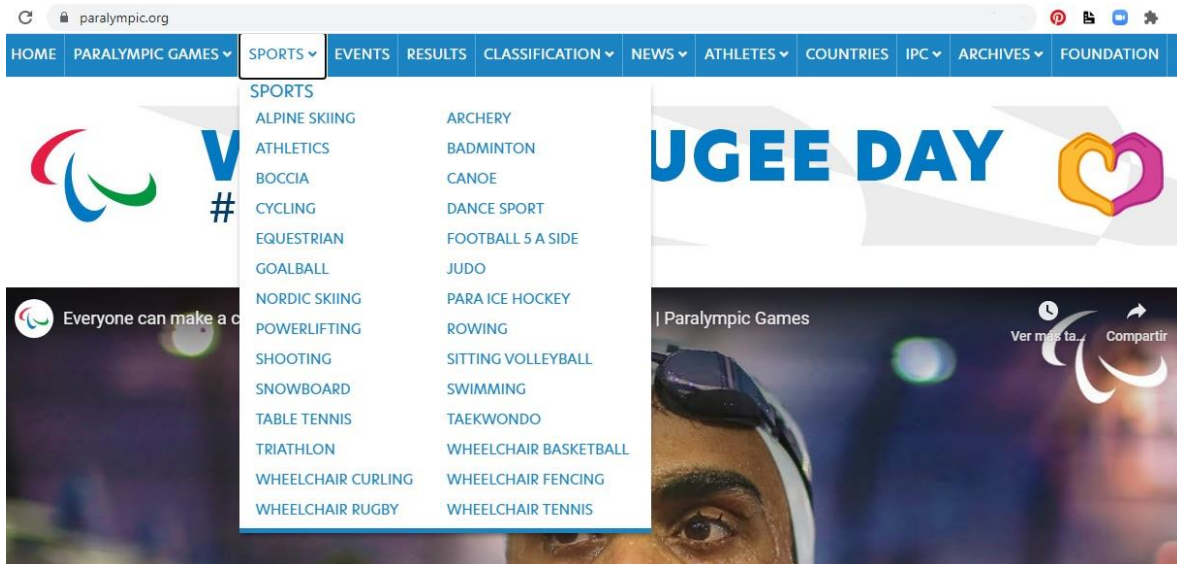 paralympic.org
HOME PARALYMPIC GAMES SPORTS EVENTS RESULTS CLASSIFICATION NEWS ATHLETES COUNTRIES IPC ARCHIVES FOUNDATION
SPORTS
ALPINE SKIING ARCHERY
ATHLETICS BADMINTON
BOCCIA CANOE
CYCLING DANCE SPORT
EQUESTRIAN FOOTBALL 5 A SIDE
GOALBALL JUDO
NORDIC SKIING PARA ICE HOCKEY
POWERLIFTING ROWING
SHOOTING SITTING VOLLEYBALL
SNOWBOARD SWIMMING
TABLE TENNIS TAEKWONDO
TRIATHLON WHEELCHAIR BASKETBALL
WHEELCHAIR CURLING WHEELCHAIR FENCING
WHEELCHAIR RUGBY WHEELCHAIR TENNIS
DAY
#
Everyone can make a | Paralympic Games
Ver más ta... Compartir